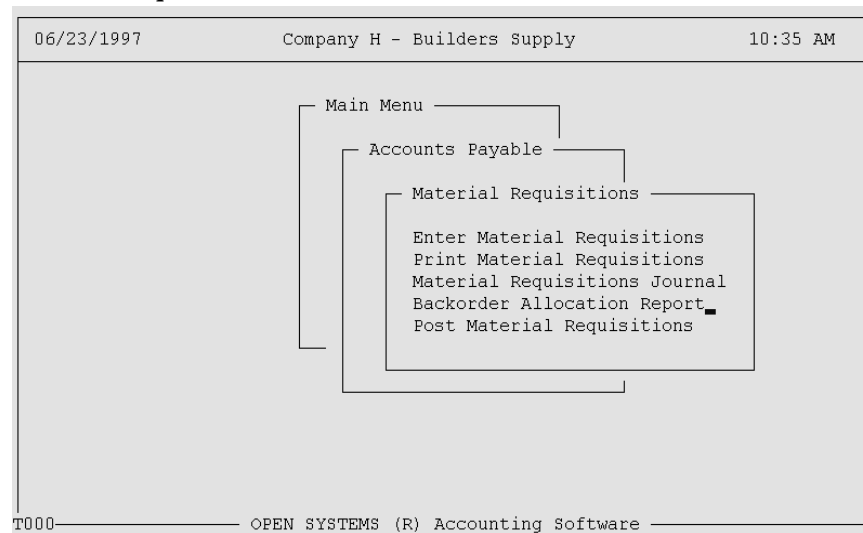 06/23/1997 Company H - Builders Supply 10:35 AM
Main Menu
Accounts Payable
Material Requisitions
Enter Material Requisitions
Print Material Requisitions
Material Requisitions Journal
Backorder Allocation Report
Post Material Requisitions
T000 OPEN SYSTEMS (R) Accounting Software